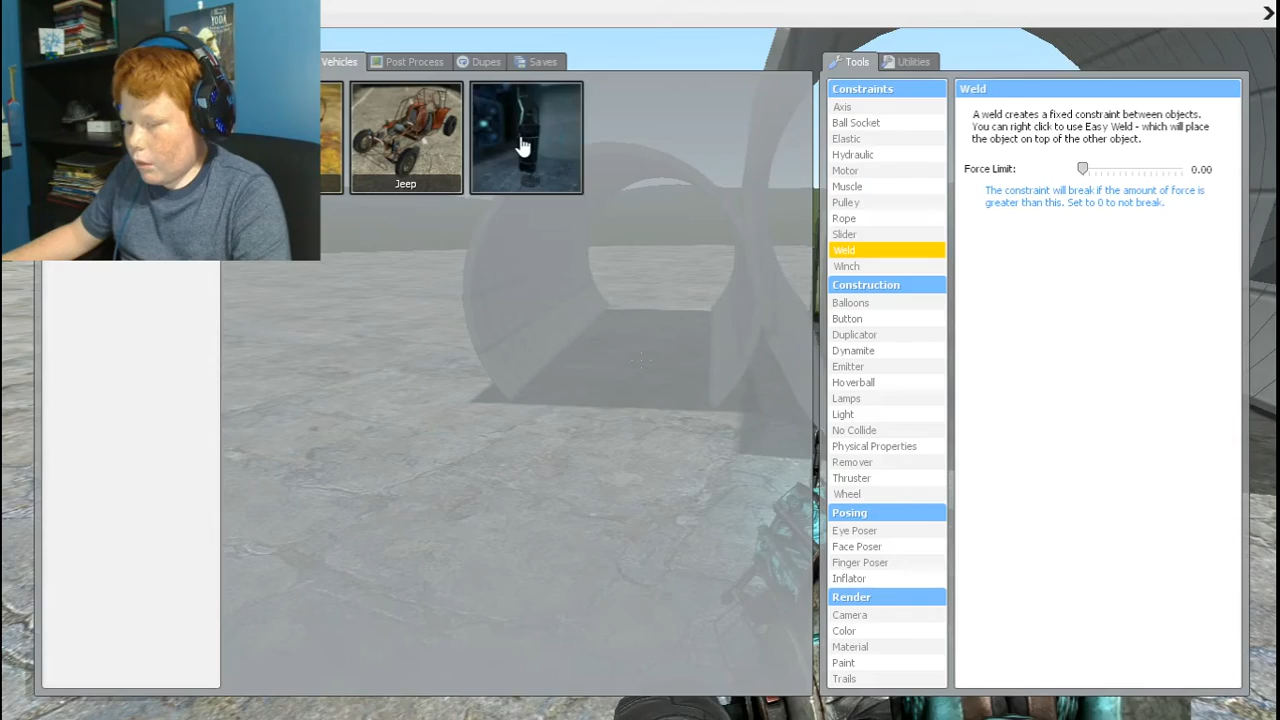 YODA
Vehicles
Post Process
Dupes
Saves
Tools
Utilities
Jeep
Constraints
Axis
Ball Socket
Elastic
Hydraulic
Motor
Muscle
Pulley
Rope
Slider
Weld
Winch
Construction
Balloons
Button
Duplicator
Dynamite
Emitter
Hoverball
Lamps
Light
No Collide
Physical Properties
Remover
Thruster
Wheel
Posing
Eye Poser
Face Poser
Finger Poser
Inflator
Render
Camera
Color
Material
Paint
Trails
Weld
A weld creates a fixed constraint between objects.
You can right click to use Easy Weld - which will place
the object on top of the other object.
Force Limit:
0.00
The constraint will break if the amount of force is
greater than this. Set to 0 to not break.